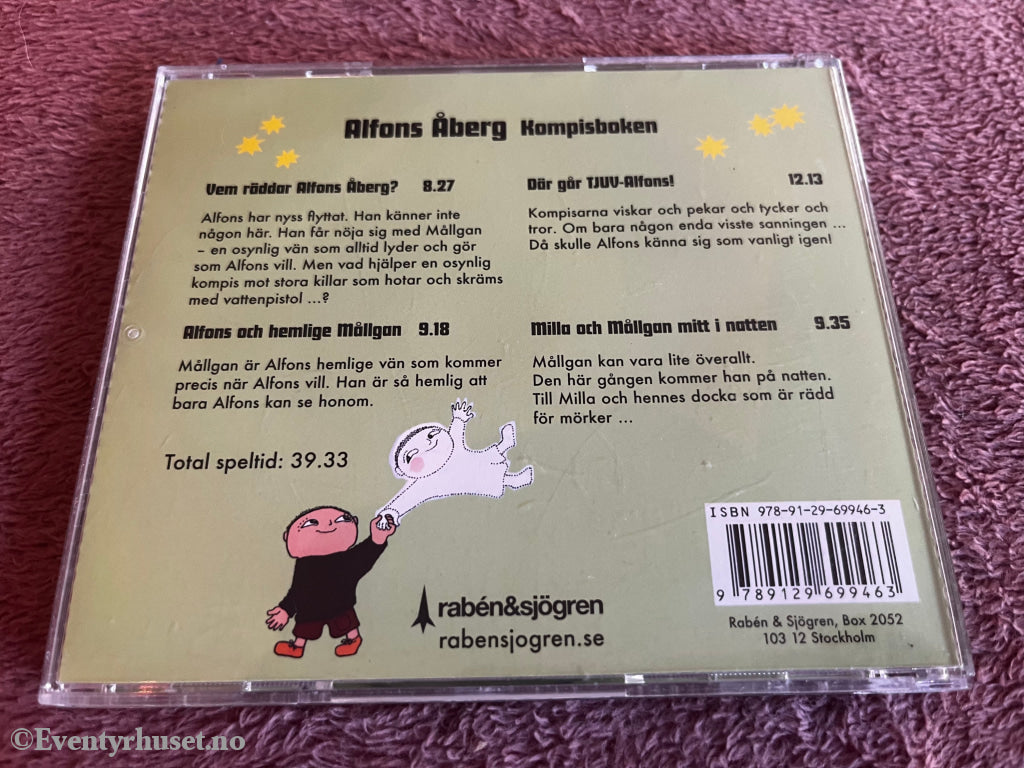 Alfons Åberg Kompisboken
Vem räddar Alfons Åberg? 8.27
Alfons har nyss flyttat. Han känner inte
någon här. Han får nöja sig med Mållgan
– en osynlig vän som alltid lyder och gör
som Alfons vill. Men vad hjälper en osynlig
kompis mot stora killar som hotar och skräms
med vattenpistol ...?
Alfons och hemlige Mållgan 9.18
Mållgan är Alfons hemlige vän som kommer
precis när Alfons vill. Han är så hemlig att
bara Alfons kan se honom.
Total speltid: 39.33
Där går TJUV-Alfons! 12.13
Kompisarna viskar och pekar och tycker och
tror. Om bara någon enda visste sanningen ...
Då skulle Alfons känna sig som vanligt igen!
Milla och Mållgan mitt i natten 9.35
Mållgan kan vara lite överallt.
Den här gången kommer han på natten.
Till Milla och hennes docka som är rädd
för mörker ...
rabén&sjögren
rabensjogren.se
ISBN 978-91-29-69946-3
9 789129 699463
Rabén & Sjögren, Box 2052
103 12 Stockholm
©Eventyrhuset.no